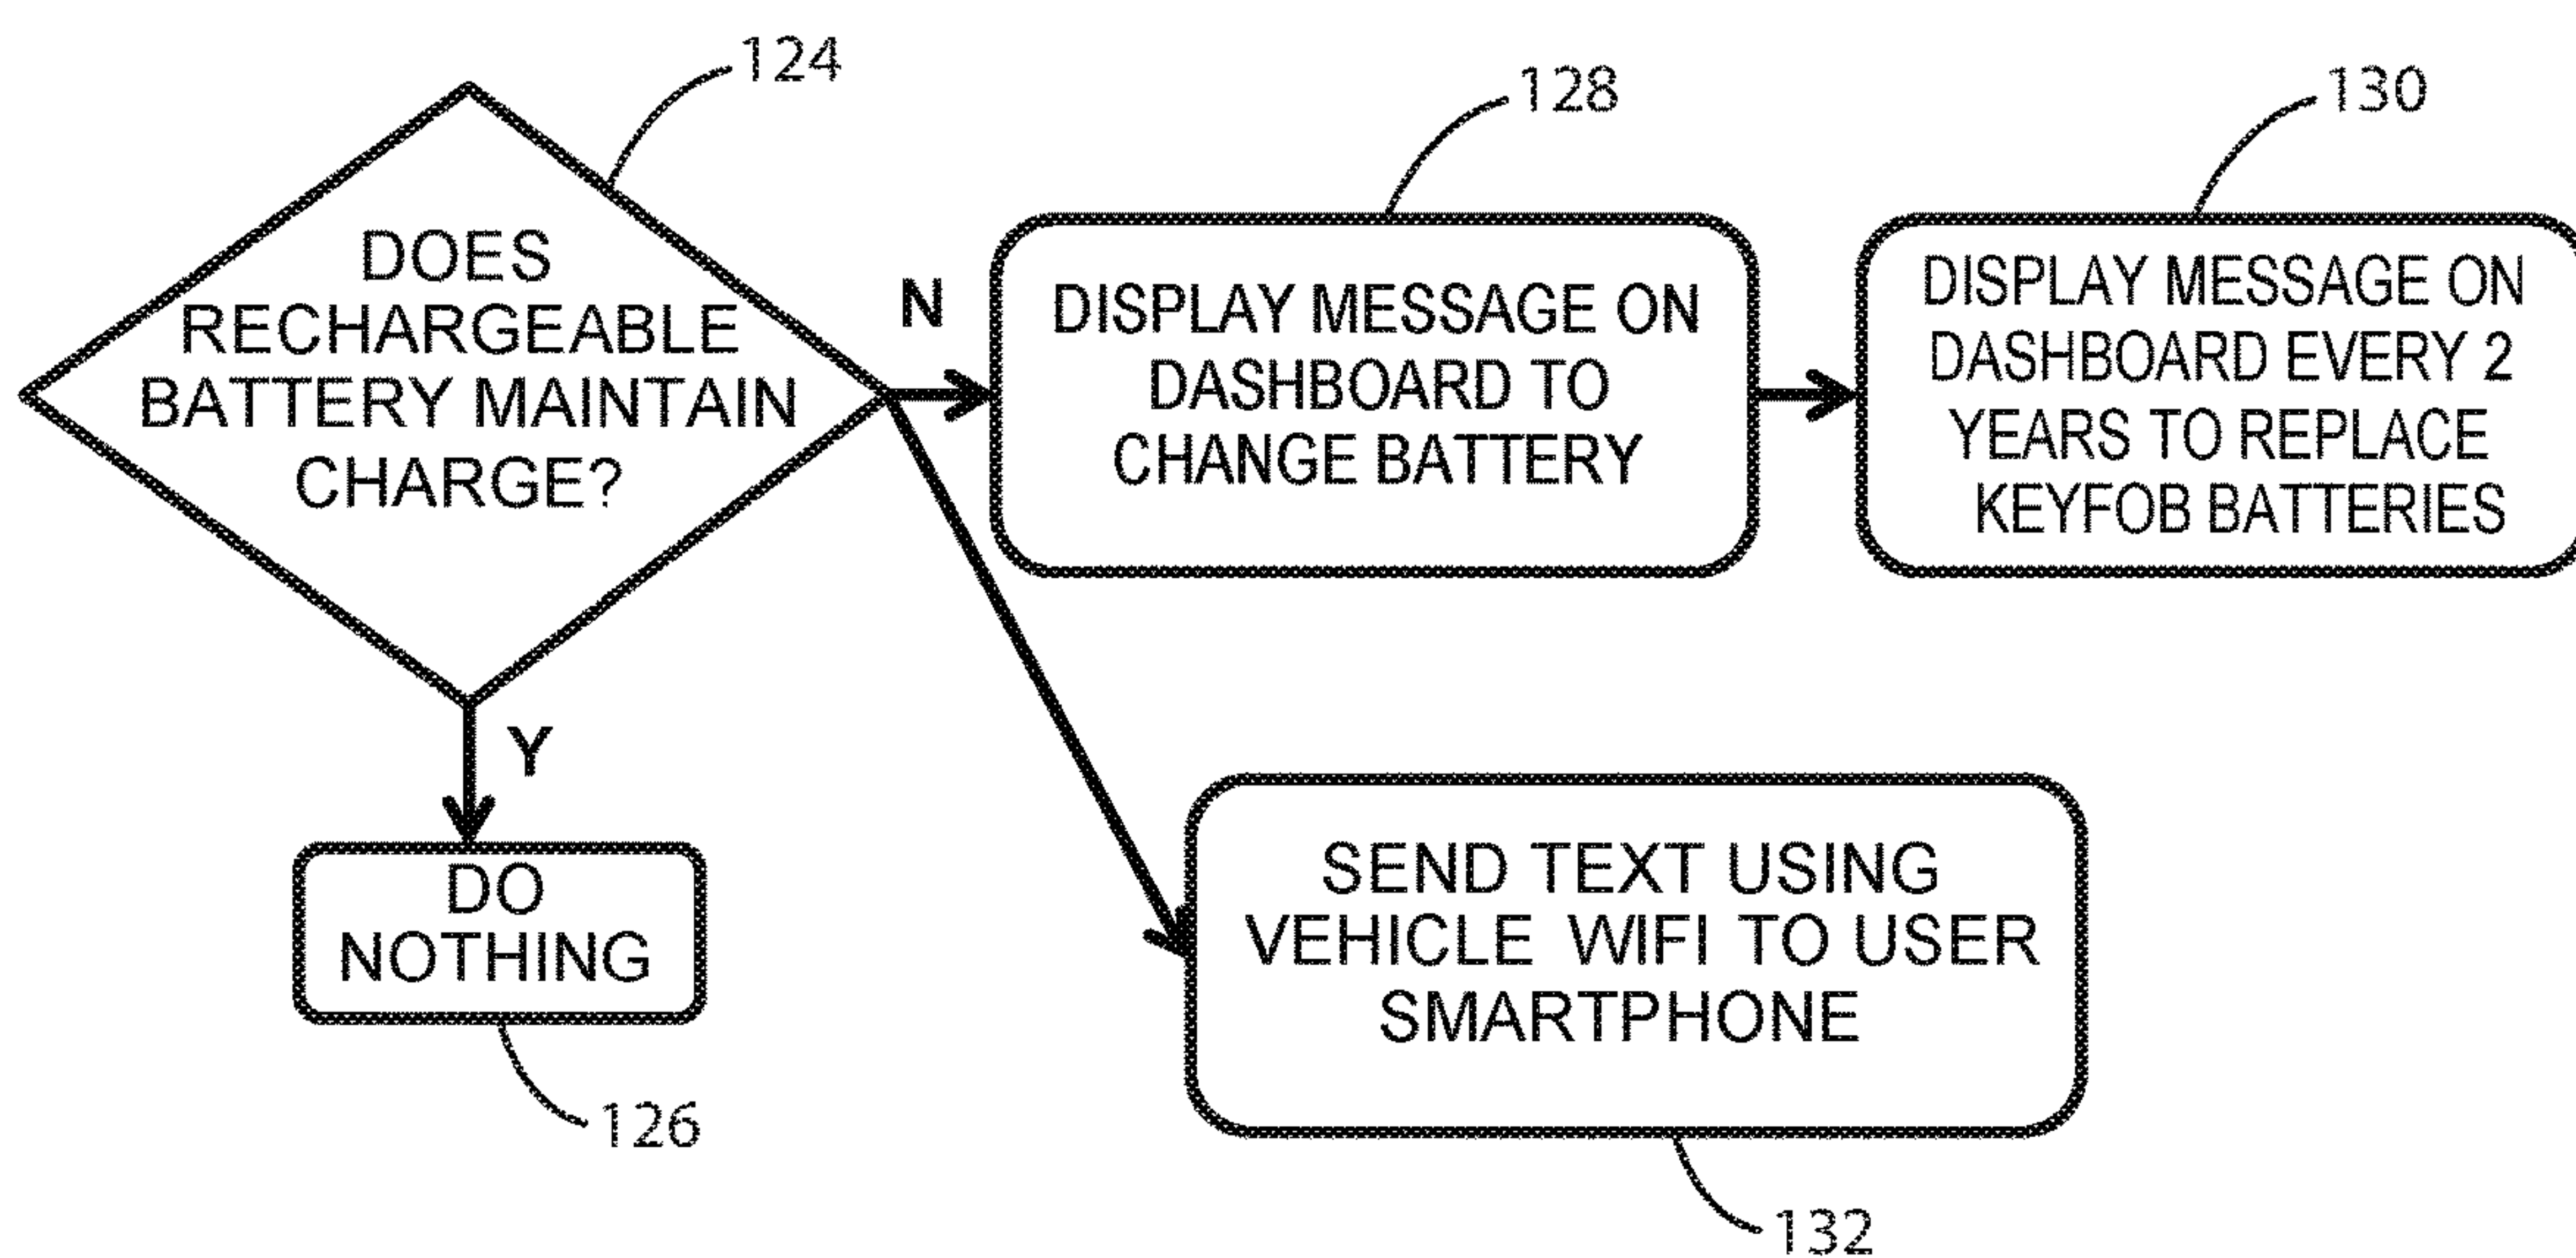 124
DOES
RECHARGEABLE
BATTERY MAINTAIN
CHARGE?
N
128
DISPLAY MESSAGE ON
DASHBOARD TO
CHANGE BATTERY
130
DISPLAY MESSAGE ON
DASHBOARD EVERY 2
YEARS TO REPLACE
KEYFOB BATTERIES
Y
DO
NOTHING
126
SEND TEXT USING
VEHICLE WIFI TO USER
SMARTPHONE
132